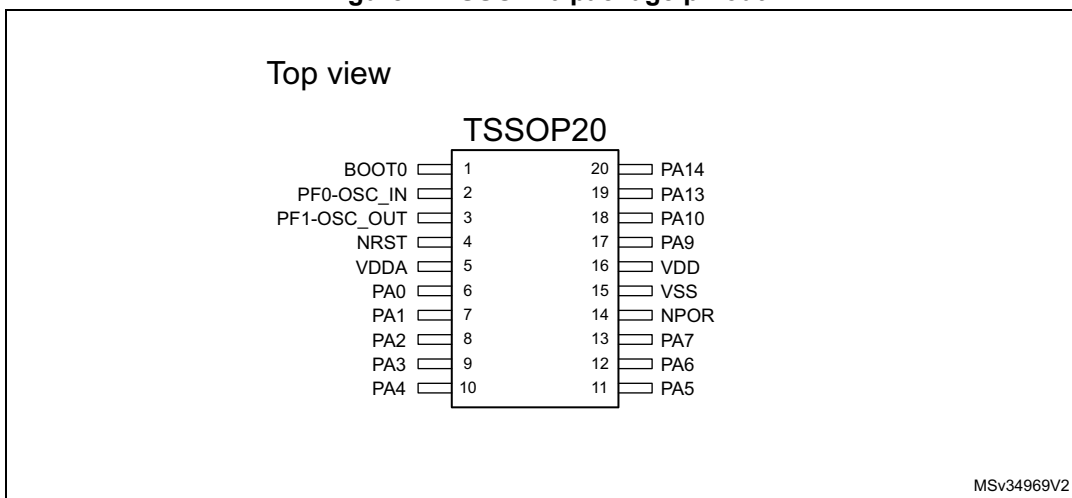 Top view
TSSOP20
BOOT0 1 20 PA14
PF0-OSC_IN 2 19 PA13
PF1-OSC_OUT 3 18 PA10
NRST 4 17 PA9
VDDA 5 16 VDD
PA0 6 15 VSS
PA1 7 14 NPOR
PA2 8 13 PA7
PA3 9 12 PA6
PA4 10 11 PA5
MSv34969V2